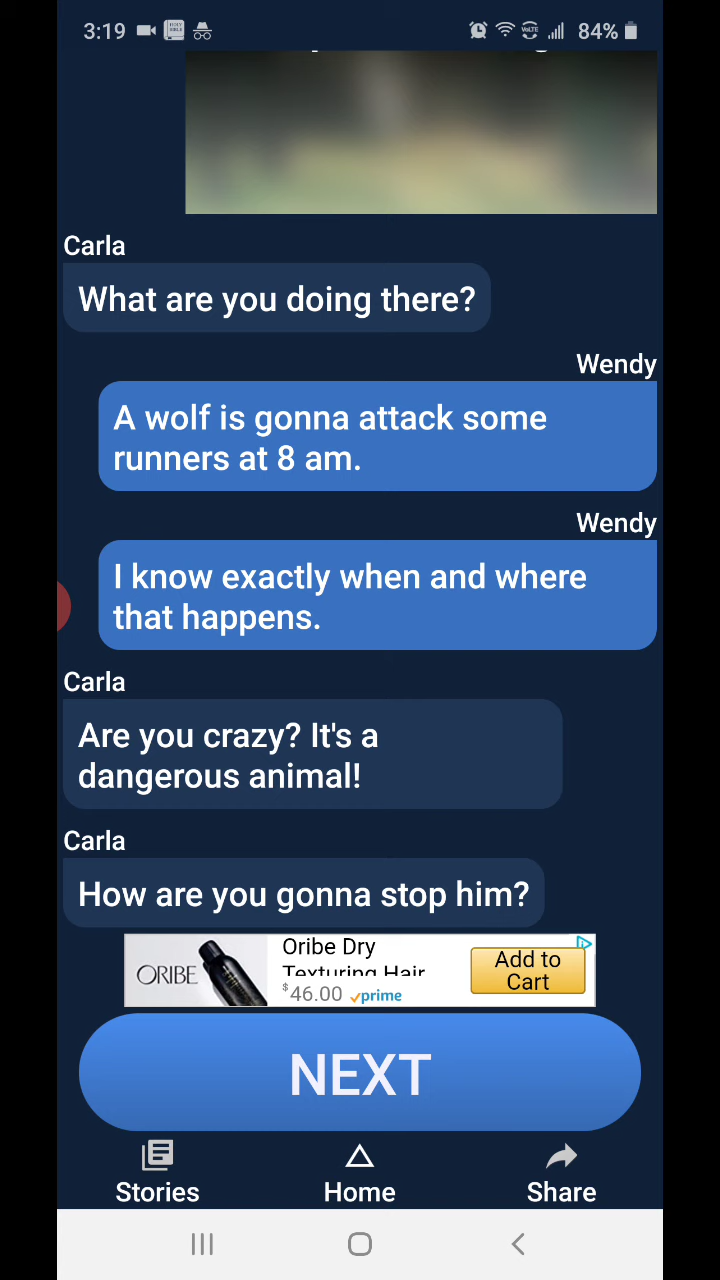 3:19
84%
Carla
What are you doing there?
Wendy
A wolf is gonna attack some
runners at 8 am.
Wendy
I know exactly when and where
that happens.
Carla
Are you crazy? It's a
dangerous animal!
Carla
How are you gonna stop him?
ORIBE
Oribe Dry
Texturing Hair
$46.00 prime
Add to
Cart
NEXT
Stories
Home
Share